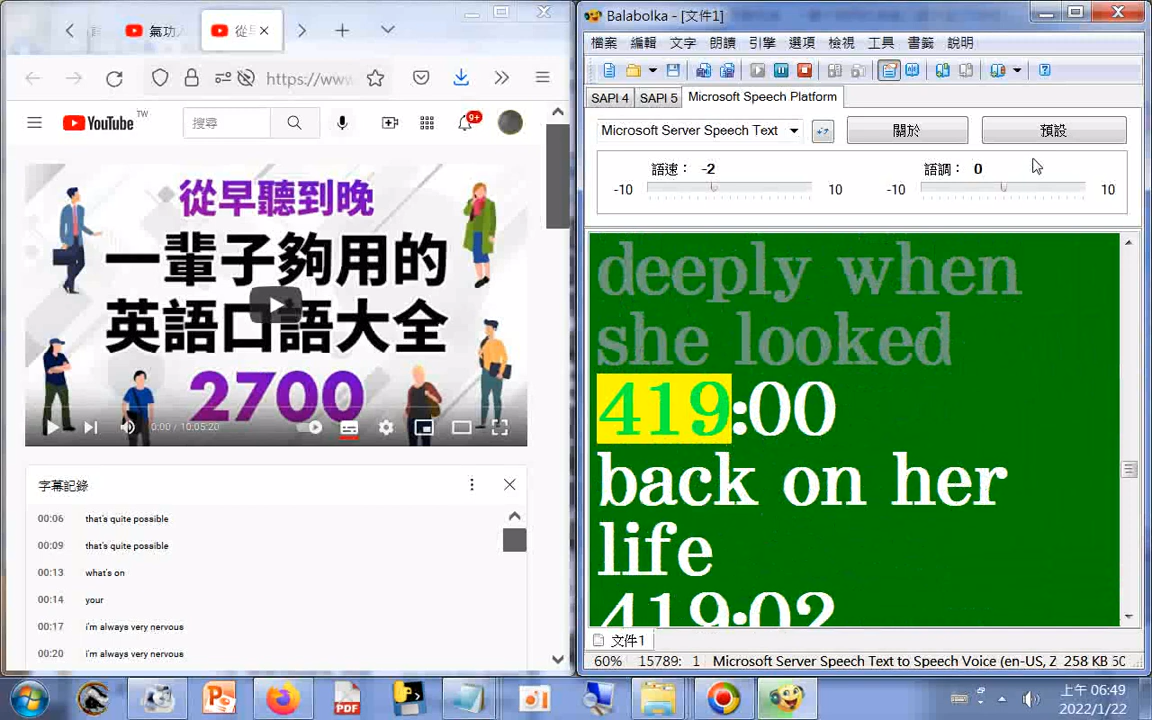 氣功
從
https://www
YouTube TW
搜尋
9+
從早聽到晚
一輩子夠用的
英語口語大全
2700
0:00 / 10:05:20
字幕記錄
00:06 that's quite possible
00:09 that's quite possible
00:13 what's on
00:14 your
00:17 i'm always very nervous
00:20 i'm always very nervous
Balabolka - [文件1]
檔案 編輯 文字 朗讀 引擎 選項 檢視 工具 書籤 說明
SAPI 4 SAPI 5 Microsoft Speech Platform
Microsoft Server Speech Text 關於 預設
語速： -2 語調： 0
-10 10 -10 10
deeply when
she looked
419:00
back on her
life
419:02
文件1
60% 15789: 1 Microsoft Server Speech Text to Speech Voice (en-US, Z 258 KB
PDF
上午 06:49
2022/1/22